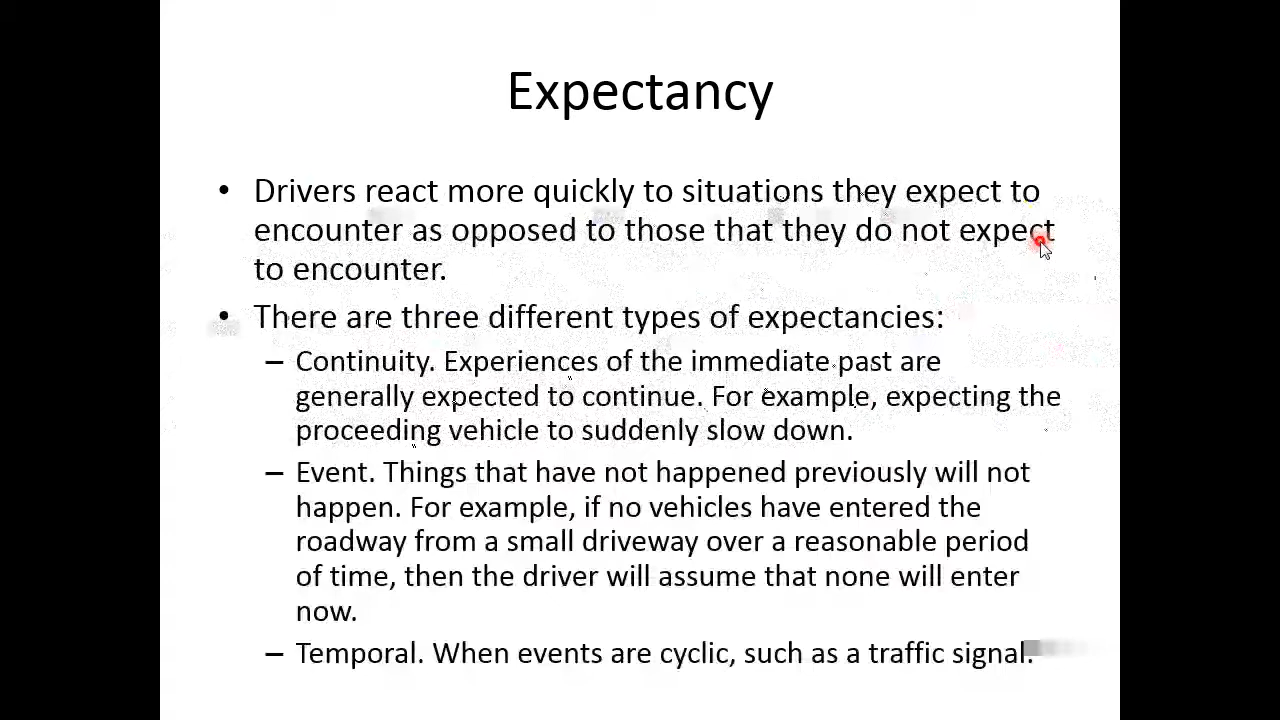 Expectancy
• Drivers react more quickly to situations they expect to
encounter as opposed to those that they do not expect
to encounter.
• There are three different types of expectancies:
– Continuity. Experiences of the immediate past are
generally expected to continue. For example, expecting the
proceeding vehicle to suddenly slow down.
– Event. Things that have not happened previously will not
happen. For example, if no vehicles have entered the
roadway from a small driveway over a reasonable period
of time, then the driver will assume that none will enter
now.
– Temporal. When events are cyclic, such as a traffic signal.